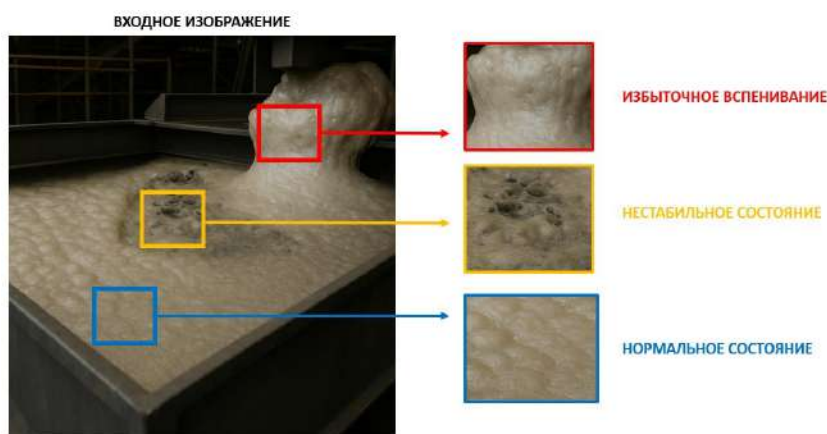 ВХОДНОЕ ИЗОБРАЖЕНИЕ
ИЗБЫТОЧНОЕ ВСПЕНИВАНИЕ
НЕСТАБИЛЬНОЕ СОСТОЯНИЕ
НОРМАЛЬНОЕ СОСТОЯНИЕ